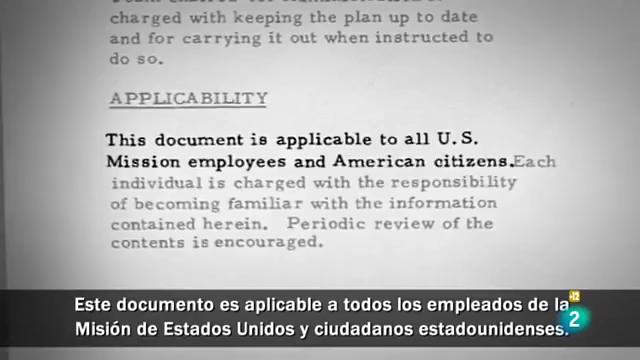 charged with keeping the plan up to date
and for carrying it out when instructed to
do so.
APPLICABILITY
This document is applicable to all U.S.
Mission employees and American citizens. Each
individual is charged with the responsibility
of becoming familiar with the information
contained herein. Periodic review of the
contents is encouraged.
Este documento es aplicable a todos los empleados de la
Misión de Estados Unidos y ciudadanos estadounidenses.
+12
2